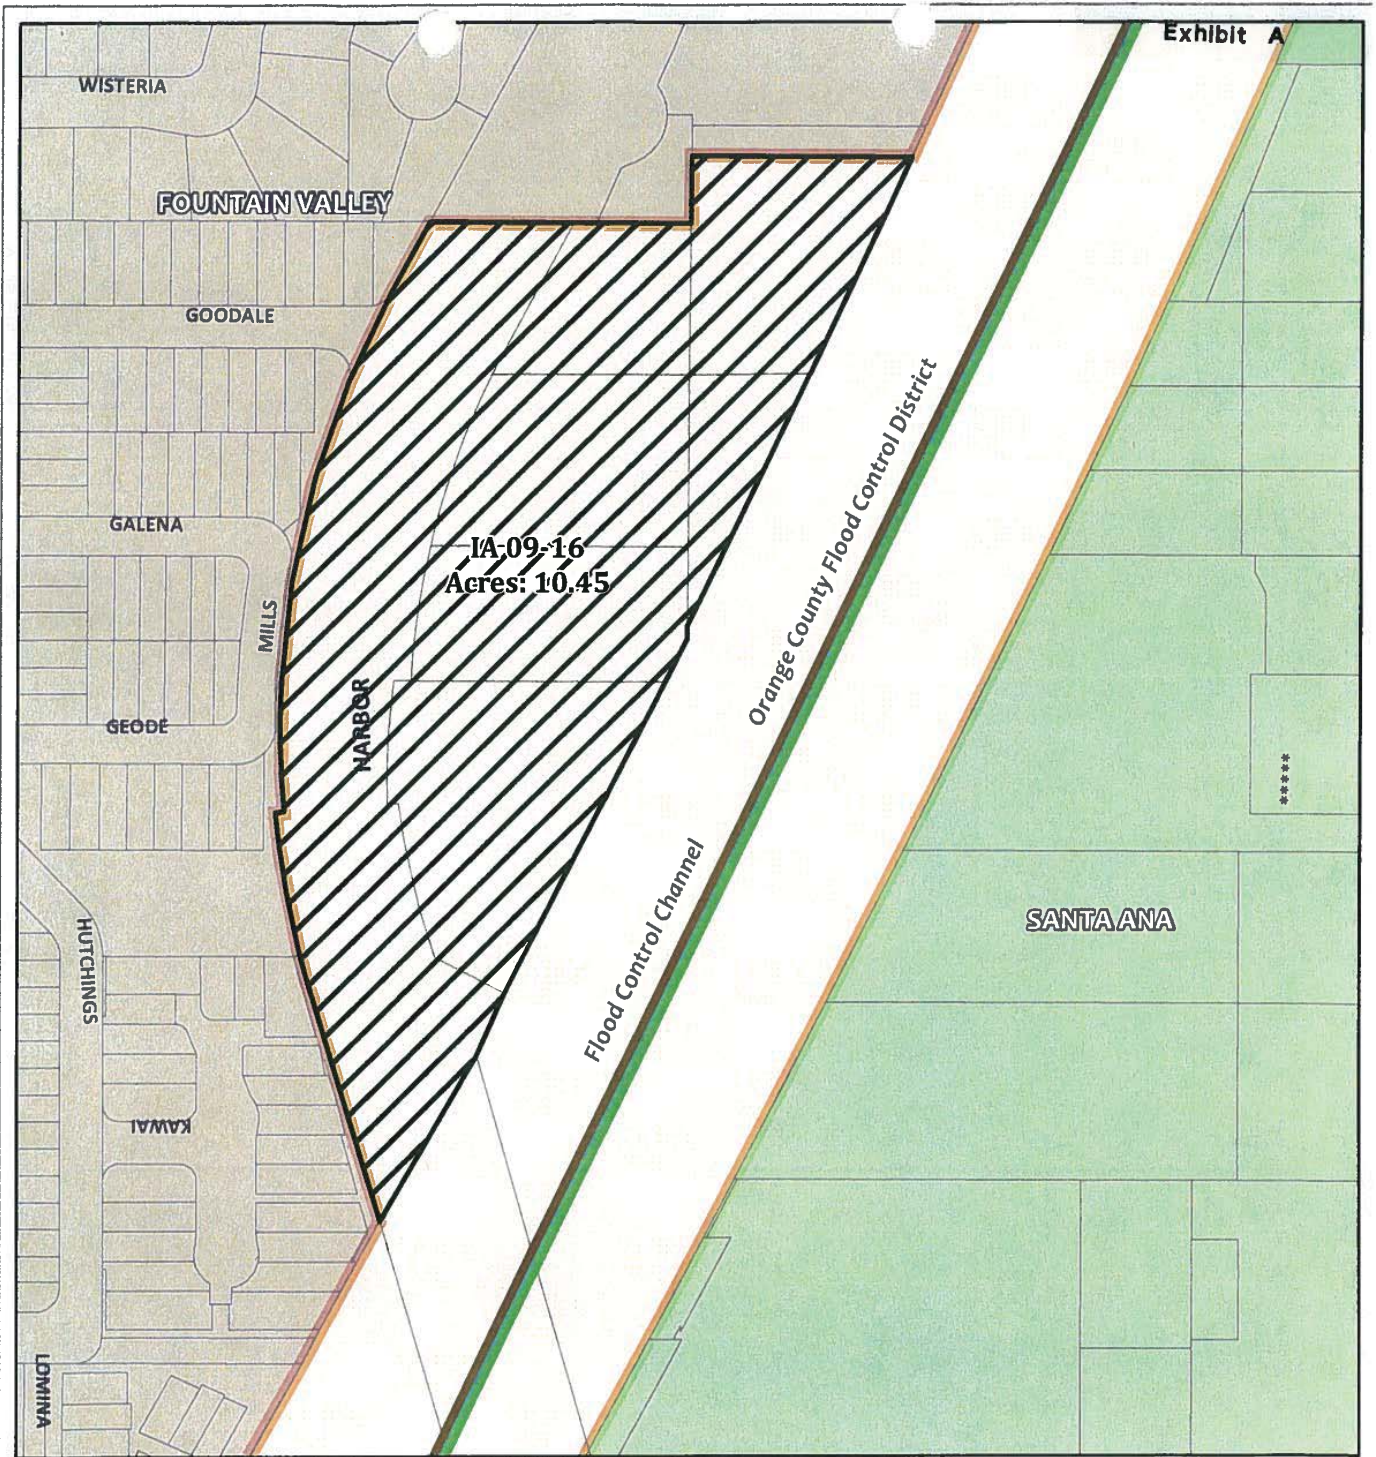 Exhibit A
WISTERIA
FOUNTAIN VALLEY
GOODALE
GALENA
IA 09-16
Acres: 10.45
MILLS
NARBOR
GEODE
Orange County Flood Control District
Flood Control Channel
*****
SANTA ANA
HUTCHINGS
KAWAI
LOMINA